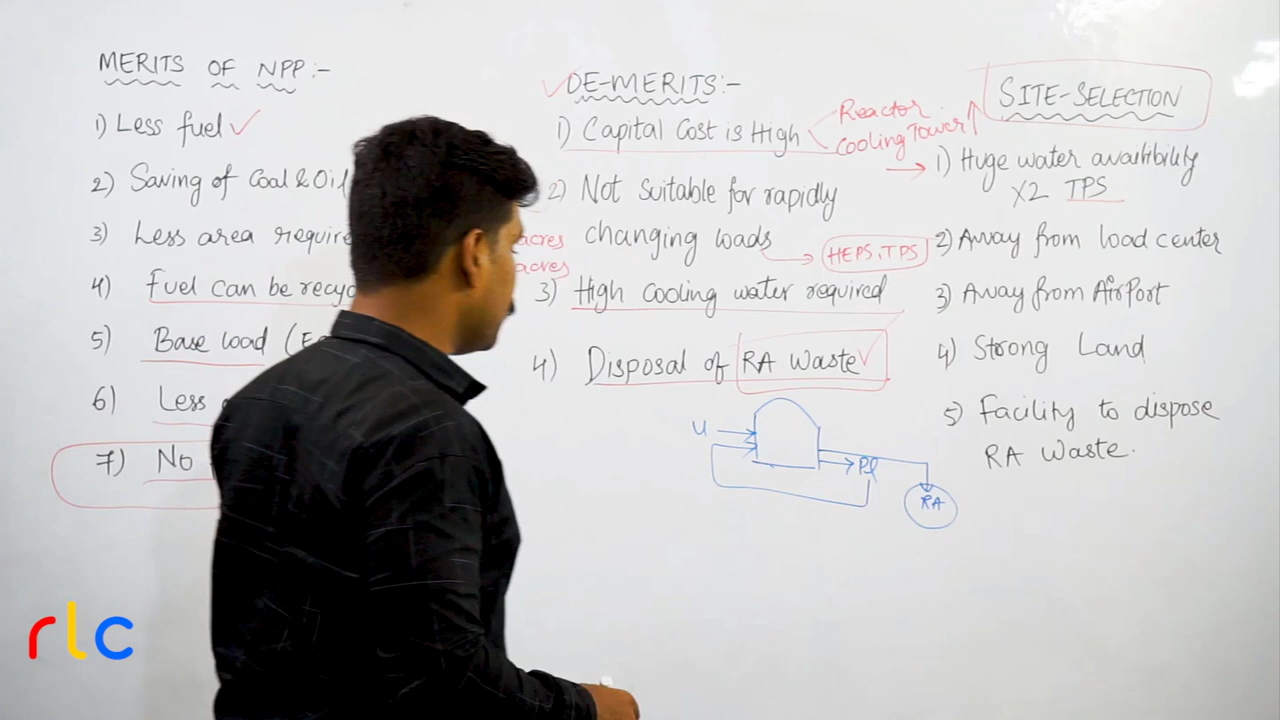 MERITS OF NPP:-
1) Less fuel
2) Saving of Coal & Oil
3) Less area require
4) Fuel can be recyc
5) Base load (E
6) Less
7) No
DE-MERITS:-
1) Capital Cost is High
Reactor
Cooling Tower
2) Not suitable for rapidly
changing loads
HEPS, TPS
acres
acres
3) High Cooling water required
4) Disposal of RA Waste
U
Pl
RA
SITE-SELECTION
1) Huge water availibility
X2 TPS
2) Away from load center
3) Away from AirPort
4) Strong Land
5) Facility to dispose
RA Waste.
rlc